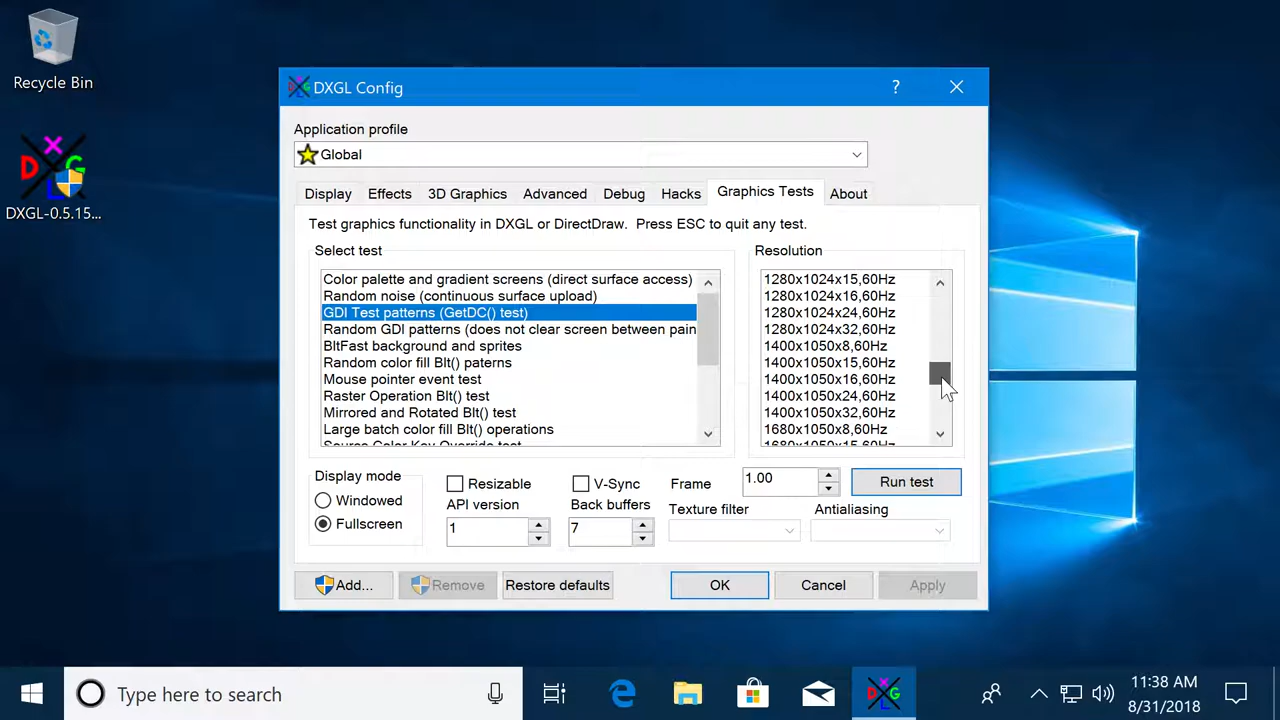 Recycle Bin
DXGL-0.5.15...
DXGL Config
?
Application profile
Global
Display Effects 3D Graphics Advanced Debug Hacks Graphics Tests About
Test graphics functionality in DXGL or DirectDraw. Press ESC to quit any test.
Select test
Color palette and gradient screens (direct surface access)
Random noise (continuous surface upload)
GDI Test patterns (GetDC() test)
Random GDI patterns (does not clear screen between pain
BltFast background and sprites
Random color fill Blt() paterns
Mouse pointer event test
Raster Operation Blt() test
Mirrored and Rotated Blt() test
Large batch color fill Blt() operations
Source Color Key Override test
Resolution
1280x1024x15,60Hz
1280x1024x16,60Hz
1280x1024x24,60Hz
1280x1024x32,60Hz
1400x1050x8,60Hz
1400x1050x15,60Hz
1400x1050x16,60Hz
1400x1050x24,60Hz
1400x1050x32,60Hz
1680x1050x8,60Hz
1680x1050x15,60Hz
Display mode
Windowed
Fullscreen
Resizable
V-Sync
Frame
1.00
Run test
API version
1
Back buffers
7
Texture filter
Antialiasing
Add...
Remove
Restore defaults
OK
Cancel
Apply
Type here to search
11:38 AM
8/31/2018